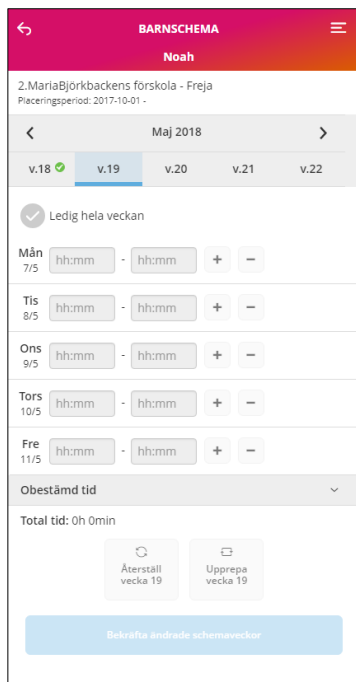 BARNSCHEMA
Noah
2.MariaBjörkbackens förskola - Freja
Placeringsperiod: 2017-10-01 -
Maj 2018
v.18 v.19 v.20 v.21 v.22
Ledig hela veckan
Mån hh:mm - hh:mm + -
7/5
Tis hh:mm - hh:mm + -
8/5
Ons hh:mm - hh:mm + -
9/5
Tors hh:mm - hh:mm + -
10/5
Fre hh:mm - hh:mm + -
11/5
Obestämd tid
Total tid: 0h 0min
Återställ vecka 19
Upprepa vecka 19
Bekräfta ändrade schemaveckor